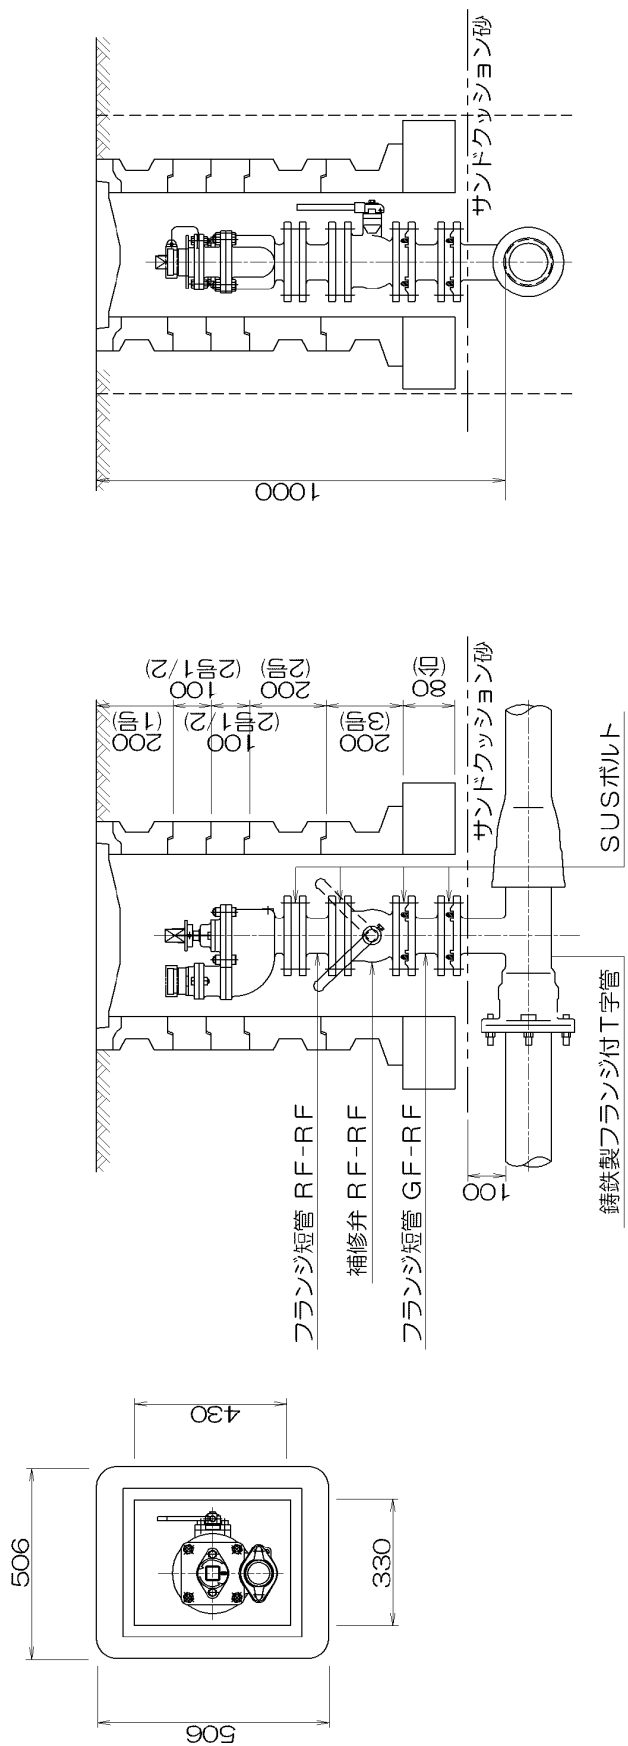 1000
サンドクッション砂
200
(1号)
100
(2号1/2)
100
(2号1/2)
200
(2号)
200
(3号)
80
サンドクッション砂
SUSボルト
フランジ短管 RF-RF
補修弁 RF-RF
フランジ短管 GF-RF
100
鋳鉄製フランジ付T字管
430
506
330
506